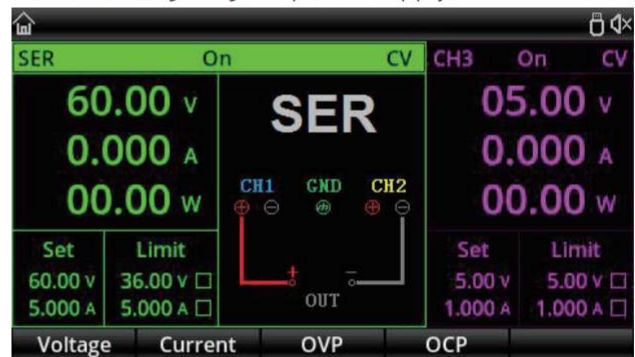 SER On CV CH3 On CV
60.00 V
0.000 A
00.00 W
SER
CH1 GND CH2
+ −
OUT
05.00 V
0.000 A
00.00 W
Set Limit
60.00 V 36.00 V
5.000 A 5.000 A
Set Limit
5.00 V 5.00 V
1.000 A 1.000 A
Voltage Current OVP OCP